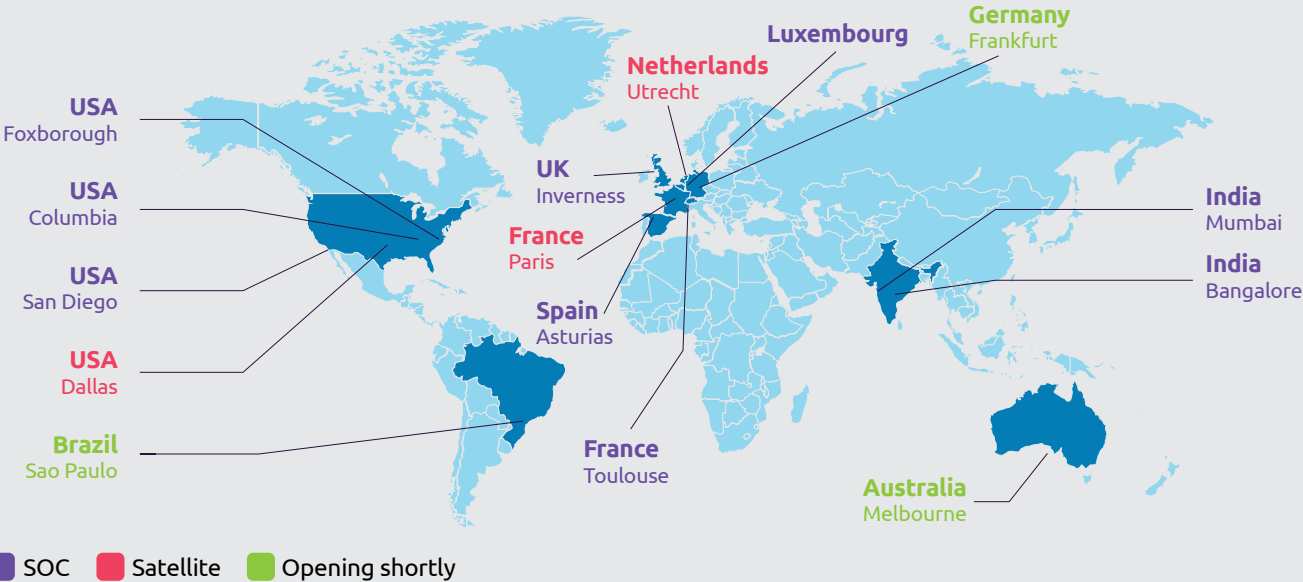 Germany
Frankfurt
Luxembourg
Netherlands
Utrecht
USA
Foxborough
UK
Inverness
USA
Columbia
India
Mumbai
France
Paris
India
Bangalore
USA
San Diego
Spain
Asturias
USA
Dallas
Brazil
Sao Paulo
France
Toulouse
Australia
Melbourne
SOC
Satellite
Opening shortly